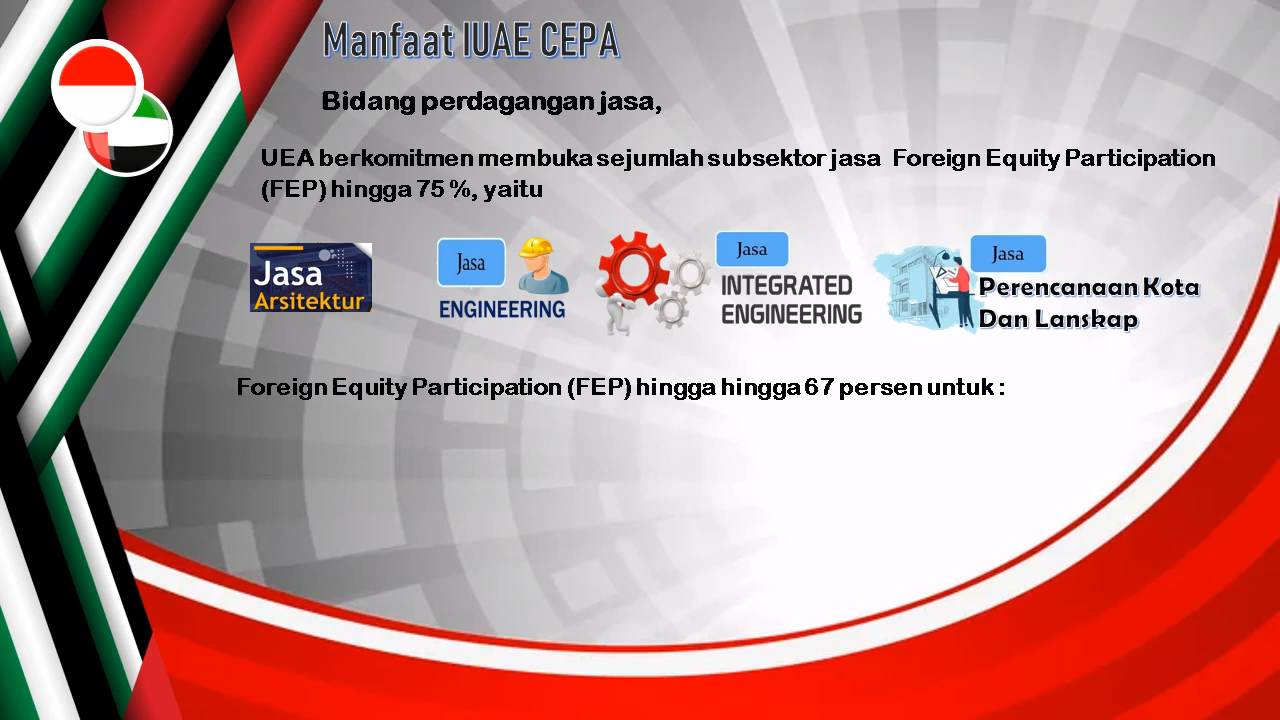 Manfaat IUAE CEPA
Bidang perdagangan jasa,
UEA berkomitmen membuka sejumlah subsektor jasa Foreign Equity Participation
(FEP) hingga 75 %, yaitu
Jasa
Arsitektur
Jasa
ENGINEERING
Jasa
INTEGRATED
ENGINEERING
Jasa
Perencanaan Kota
Dan Lanskap
Foreign Equity Participation (FEP) hingga hingga 67 persen untuk :